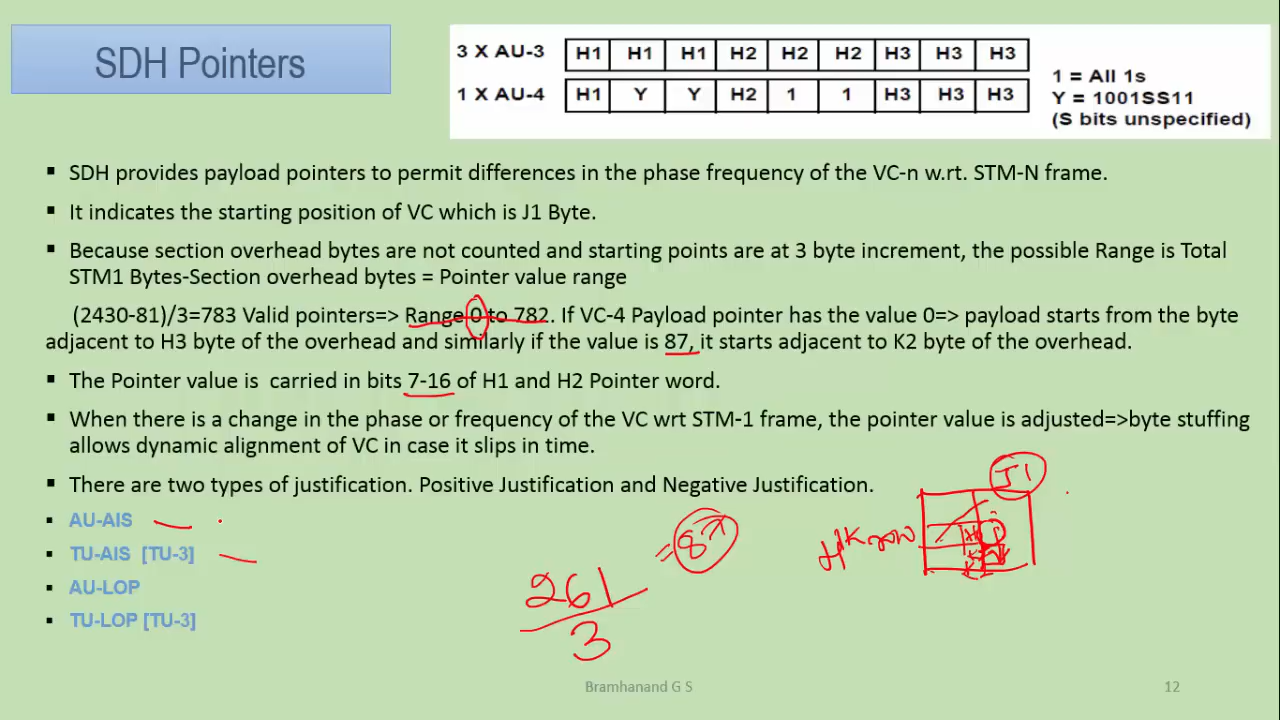 SDH Pointers
3 X AU-3 H1 H1 H1 H2 H2 H2 H3 H3 H3
1 X AU-4 H1 Y Y H2 1 1 H3 H3 H3
1 = All 1s
Y = 1001SS11
(S bits unspecified)
▪ SDH provides payload pointers to permit differences in the phase frequency of the VC-n w.rt. STM-N frame.
▪ It indicates the starting position of VC which is J1 Byte.
▪ Because section overhead bytes are not counted and starting points are at 3 byte increment, the possible Range is Total
STM1 Bytes-Section overhead bytes = Pointer value range
(2430-81)/3=783 Valid pointers=> Range 0 to 782. If VC-4 Payload pointer has the value 0=> payload starts from the byte
adjacent to H3 byte of the overhead and similarly if the value is 87, it starts adjacent to K2 byte of the overhead.
▪ The Pointer value is carried in bits 7-16 of H1 and H2 Pointer word.
▪ When there is a change in the phase or frequency of the VC wrt STM-1 frame, the pointer value is adjusted=>byte stuffing
allows dynamic alignment of VC in case it slips in time.
▪ There are two types of justification. Positive Justification and Negative Justification.
▪ AU-AIS
▪ TU-AIS [TU-3]
▪ AU-LOP
▪ TU-LOP [TU-3]
J1
261
3
= 87
row
K2
Bramhanand G S
12